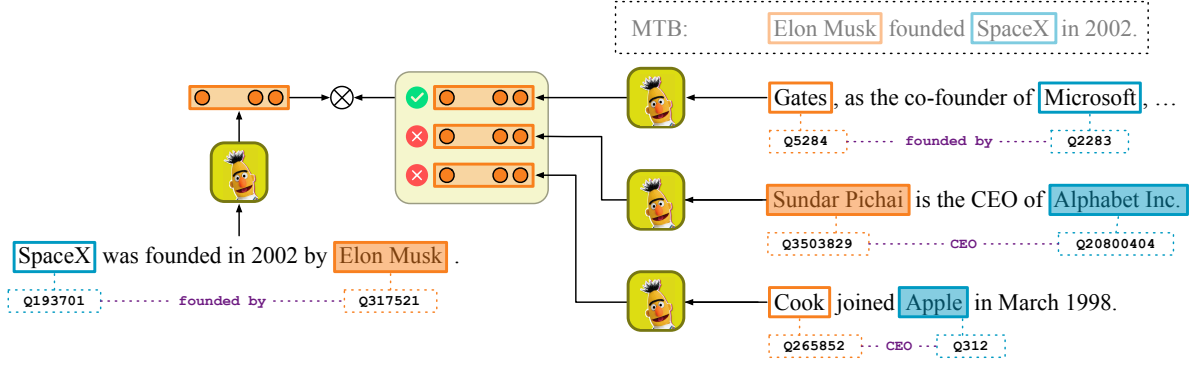 MTB: Elon Musk founded SpaceX in 2002.
Gates, as the co-founder of Microsoft, …
Q5284 founded by Q2283
Sundar Pichai is the CEO of Alphabet Inc.
Q3503829 CEO Q20800404
SpaceX was founded in 2002 by Elon Musk .
Q193701 founded by Q317521
Cook joined Apple in March 1998.
Q265852 CEO Q312